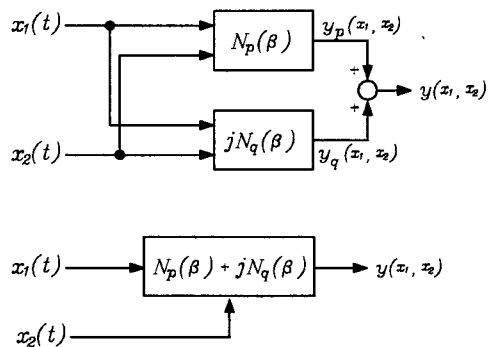 x₁(t)
N_p(β)
y_p(x₁, x₂)
y(x₁, x₂)
+
+
x₂(t)
jN_q(β)
y_q(x₁, x₂)
x₁(t)
N_p(β) + jN_q(β)
y(x₁, x₂)
x₂(t)